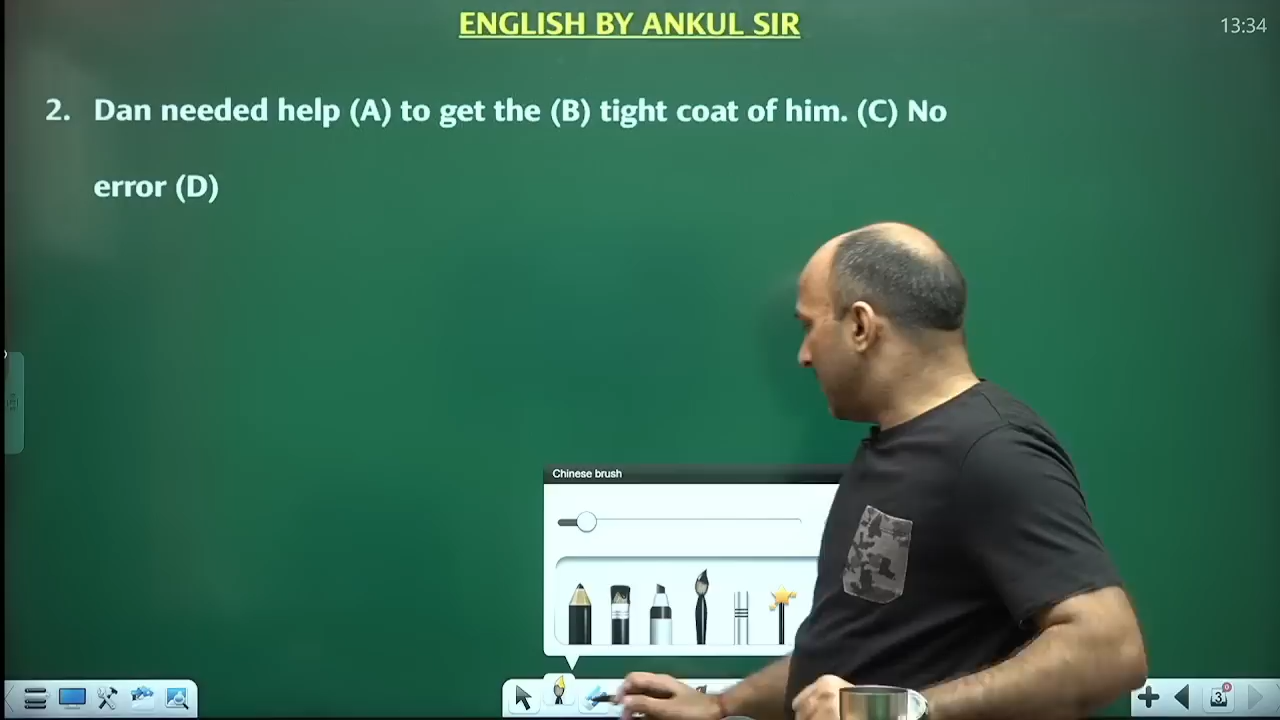 ENGLISH BY ANKUL SIR
13:34
2. Dan needed help (A) to get the (B) tight coat of him. (C) No
error (D)
Chinese brush
3